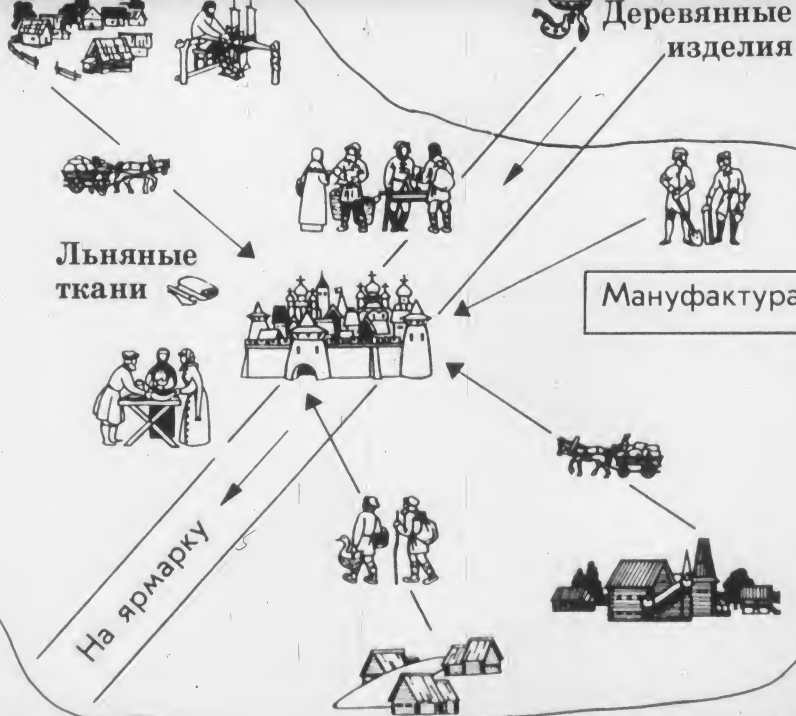 Деревянные
изделия
Льняные
ткани
Мануфактура
На ярмарку